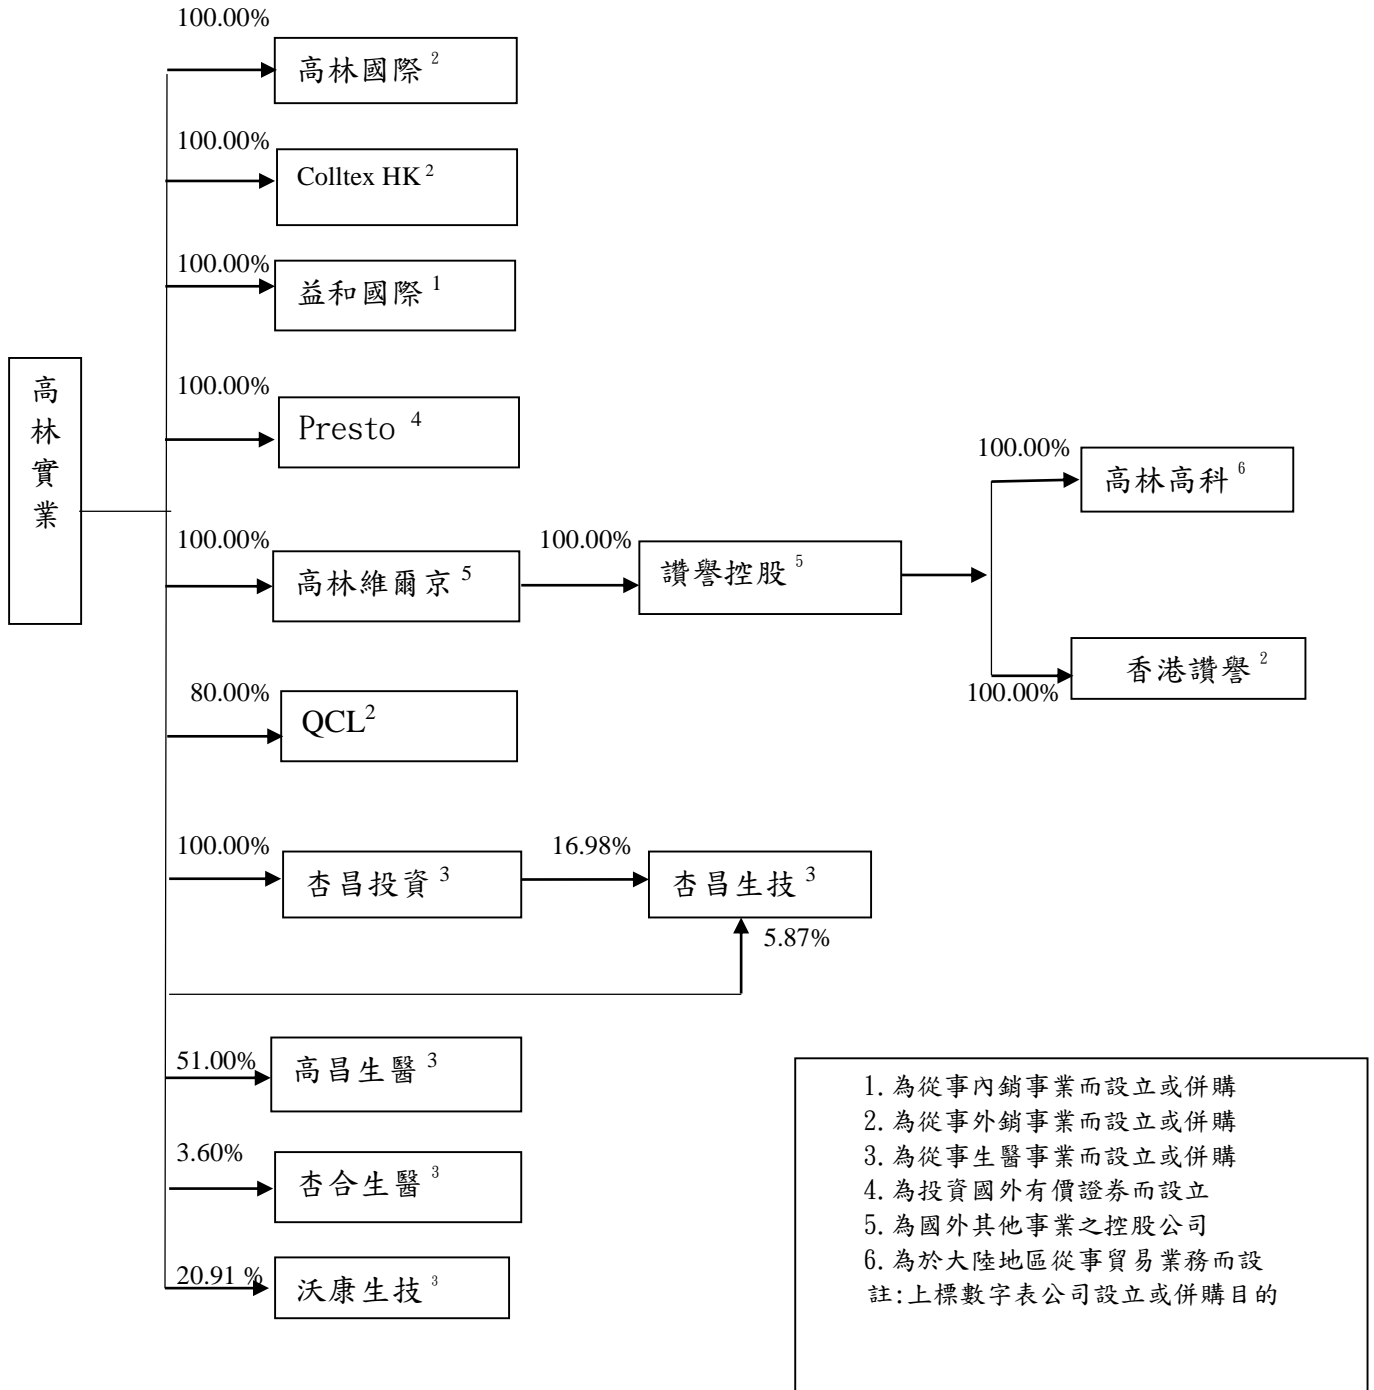 100.00%
高林國際 2
100.00%
Colltex HK 2
100.00%
益和國際 1
高林實業
100.00%
Presto 4
100.00%
高林高科 6
100.00%
高林維爾京 5
100.00%
讚譽控股 5
香港讚譽 2
100.00%
80.00%
QCL2
100.00%
杏昌投資 3
16.98%
杏昌生技 3
5.87%
51.00%
高昌生醫 3
3.60%
杏合生醫 3
20.91 %
沃康生技 3
1.為從事內銷事業而設立或併購
2.為從事外銷事業而設立或併購
3.為從事生醫事業而設立或併購
4.為投資國外有價證券而設立
5.為國外其他事業之控股公司
6.為於大陸地區從事貿易業務而設
註:上標數字表公司設立或併購目的